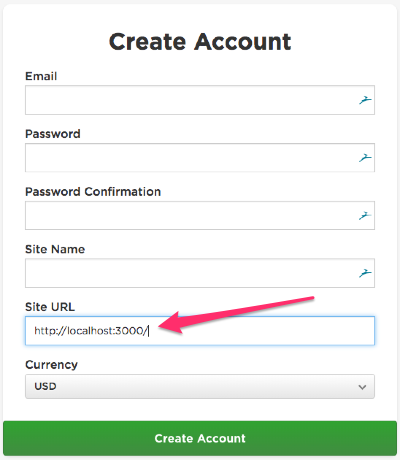 Create Account
Email
Password
Password Confirmation
Site Name
Site URL
http://localhost:3000/
Currency
USD
Create Account